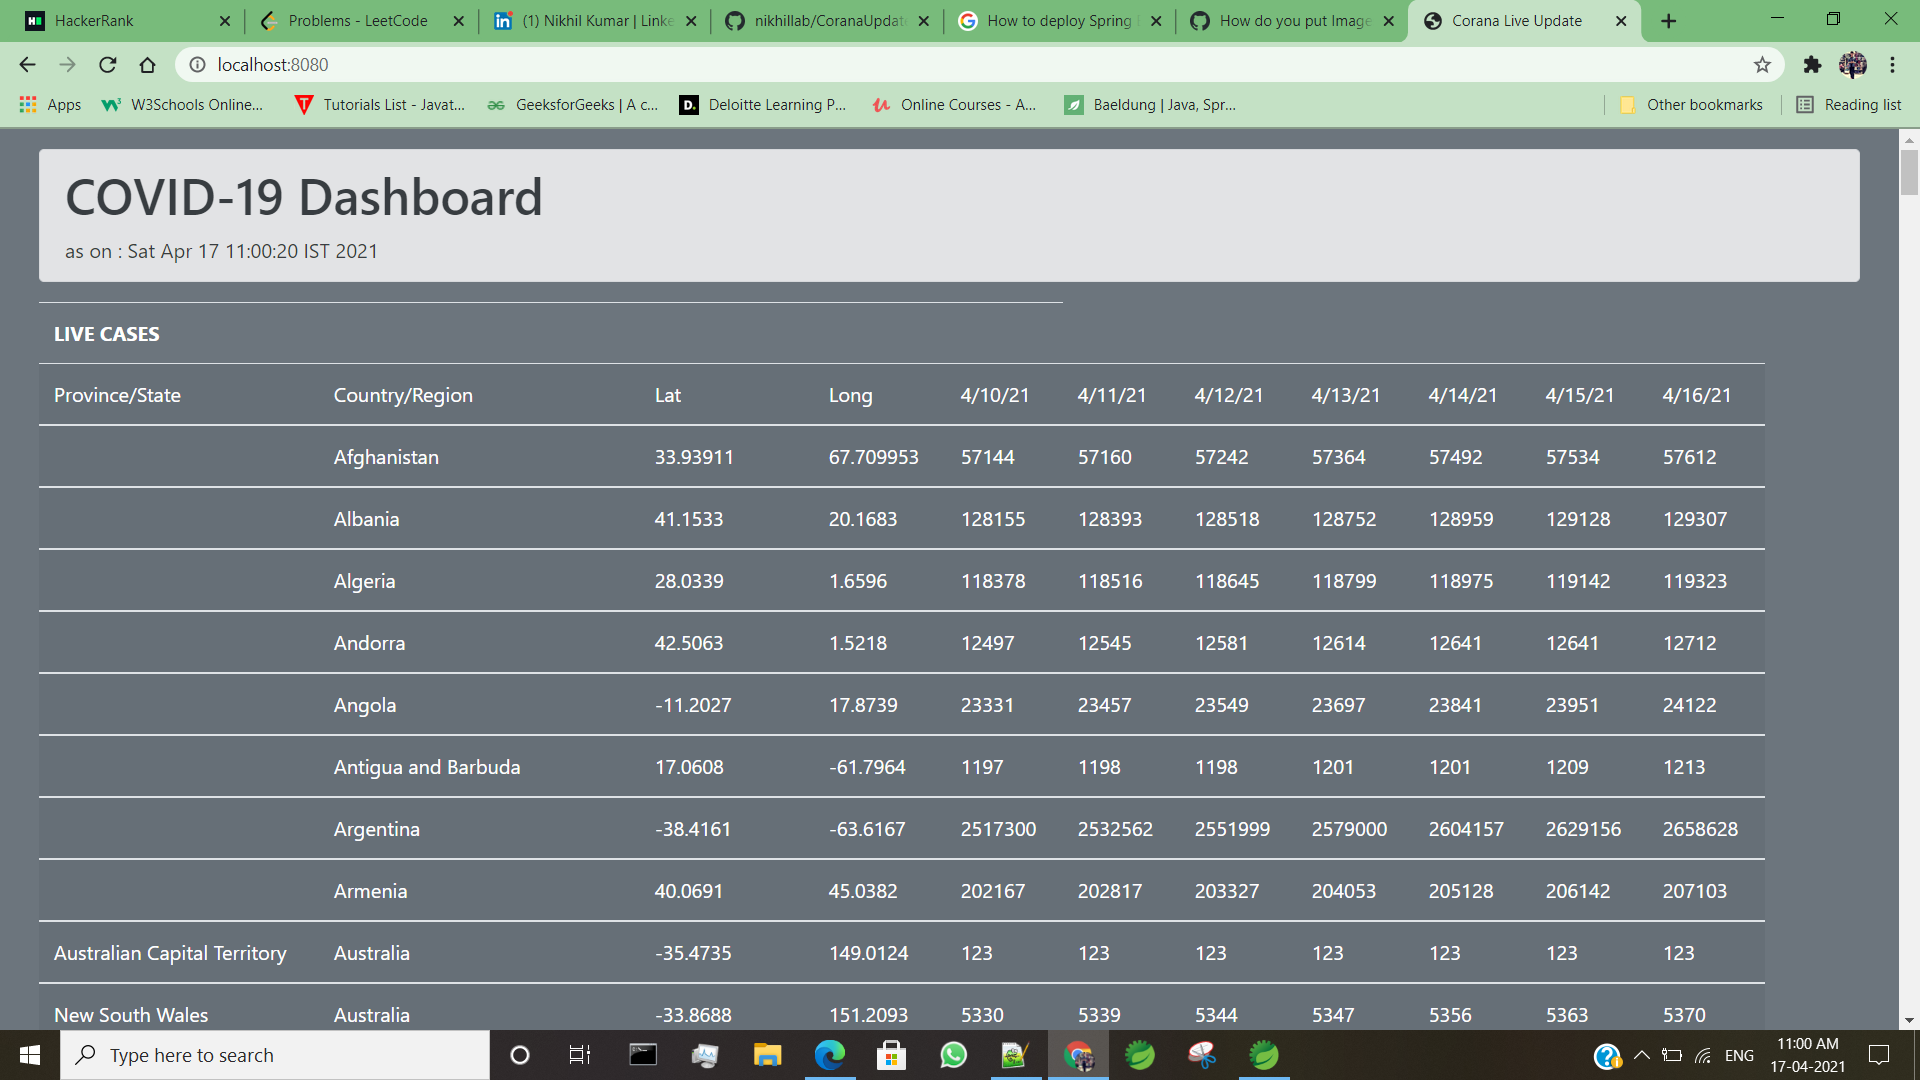 HackerRank
Problems - LeetCode
(1) Nikhil Kumar | Linke
nikhillab/CoranaUpdat
How to deploy Spring
How do you put Image
Corana Live Update
localhost:8080
Apps
W3Schools Online...
Tutorials List - Javat...
GeeksforGeeks | A c...
Deloitte Learning P...
Online Courses - A...
Baeldung | Java, Spr...
Other bookmarks
Reading list
COVID-19 Dashboard
as on : Sat Apr 17 11:00:20 IST 2021
LIVE CASES
Province/State Country/Region Lat Long 4/10/21 4/11/21 4/12/21 4/13/21 4/14/21 4/15/21 4/16/21
Afghanistan 33.93911 67.709953 57144 57160 57242 57364 57492 57534 57612
Albania 41.1533 20.1683 128155 128393 128518 128752 128959 129128 129307
Algeria 28.0339 1.6596 118378 118516 118645 118799 118975 119142 119323
Andorra 42.5063 1.5218 12497 12545 12581 12614 12641 12641 12712
Angola -11.2027 17.8739 23331 23457 23549 23697 23841 23951 24122
Antigua and Barbuda 17.0608 -61.7964 1197 1198 1198 1201 1201 1209 1213
Argentina -38.4161 -63.6167 2517300 2532562 2551999 2579000 2604157 2629156 2658628
Armenia 40.0691 45.0382 202167 202817 203327 204053 205128 206142 207103
Australian Capital Territory Australia -35.4735 149.0124 123 123 123 123 123 123 123
New South Wales Australia -33.8688 151.2093 5330 5339 5344 5347 5356 5363 5370
Type here to search
ENG
11:00 AM
17-04-2021